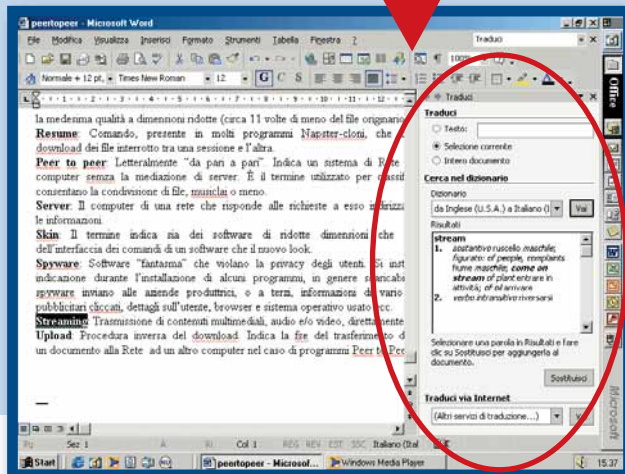 peertopeer - Microsoft Word
File Modifica Visualizza Inserisci Formato Strumenti Tabella Finestra ?
Traduci
100%
Normale + 12 pt, Times New Roman 12 G C S
Traduci
Traduci
Testo:
Selezione corrente
Intero documento
Cerca nel dizionario
Dizionario
da Inglese (U.S.A.) a Italiano (I Vai
Risultati
stream
1. sostantivo ruscello maschile;
figurato: of people, complaints
fiume maschile; come on
stream of plant entrare in
attività; of oil arrivare
2. verbo intransitivo riversarsi
Selezionare una parola in Risultati e fare
clic su Sostituisci per aggiungerla al
documento.
Sostituisci
Traduci via Internet
(Altri servizi di traduzione...)
la medesima qualità a dimensioni ridotte (circa 11 volte di meno del file originario
Resume: Comando, presente in molti programmi Napster-cloni, che
download dei file interrotto tra una sessione e l'altra.
Peer to peer: Letteralmente "da pari a pari". Indica un sistema di Rete
computer semza la mediazione di server. È il termine utilizzato per classif
consentano la condivisione di file, musiclai o meno.
Server: Il computer di una rete che risponde alle richieste a esso indirizza
le informazioni.
Skin: Il termine indica sia dei software di ridotte dimensioni che
dell'interfaccia dei comandi di un software che il nuovo look.
Spyware: Software "fantasma" che violano la privacy degli utenti. Si inst
indicazione durante l'installazione di alcuni programmi, in genere scaricabi
spyware inviano alle aziende produttrici, o a terzi, informazioni di vario
pubblicitari cliccati, dettagli sull'utente, browser e sistema operativo usato ecc.
Streaming: Trasmissione di contenuti multimediali, audio e/o video, direttamente
Upload: Procedura inversa del download. Indica la fre del trasferimento d
un documento alla Rete ad un altro computer nel caso di programmi Peer to Pee
Pg Sez 1 A Ri Col 1 REG REV EST SSC Italiano (Ital
Start peertopeer - Microsof... Windows Media Player 15.37
Office
Microsoft